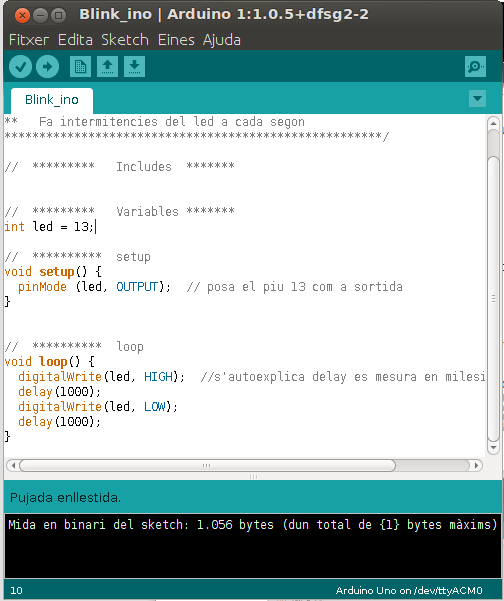 Blink_ino | Arduino 1:1.0.5+dfsg2-2
Fitxer Edita Sketch Eines Ajuda
Blink_ino
**   Fa intermitencies del led a cada segon
******************************************************/
//  *********   Includes  *******
//  *********   Variables *******
int led = 13;
//  **********  setup
void setup() {
  pinMode (led, OUTPUT);  // posa el piu 13 com a sortida
}
//  **********  loop
void loop() {
  digitalWrite(led, HIGH);  //s'autoexplica delay es mesura en milesi
  delay(1000);
  digitalWrite(led, LOW);
  delay(1000);
}
Pujada enllestida.
Mida en binari del sketch: 1.056 bytes (dun total de {1} bytes màxims)
10 Arduino Uno on /dev/ttyACM0